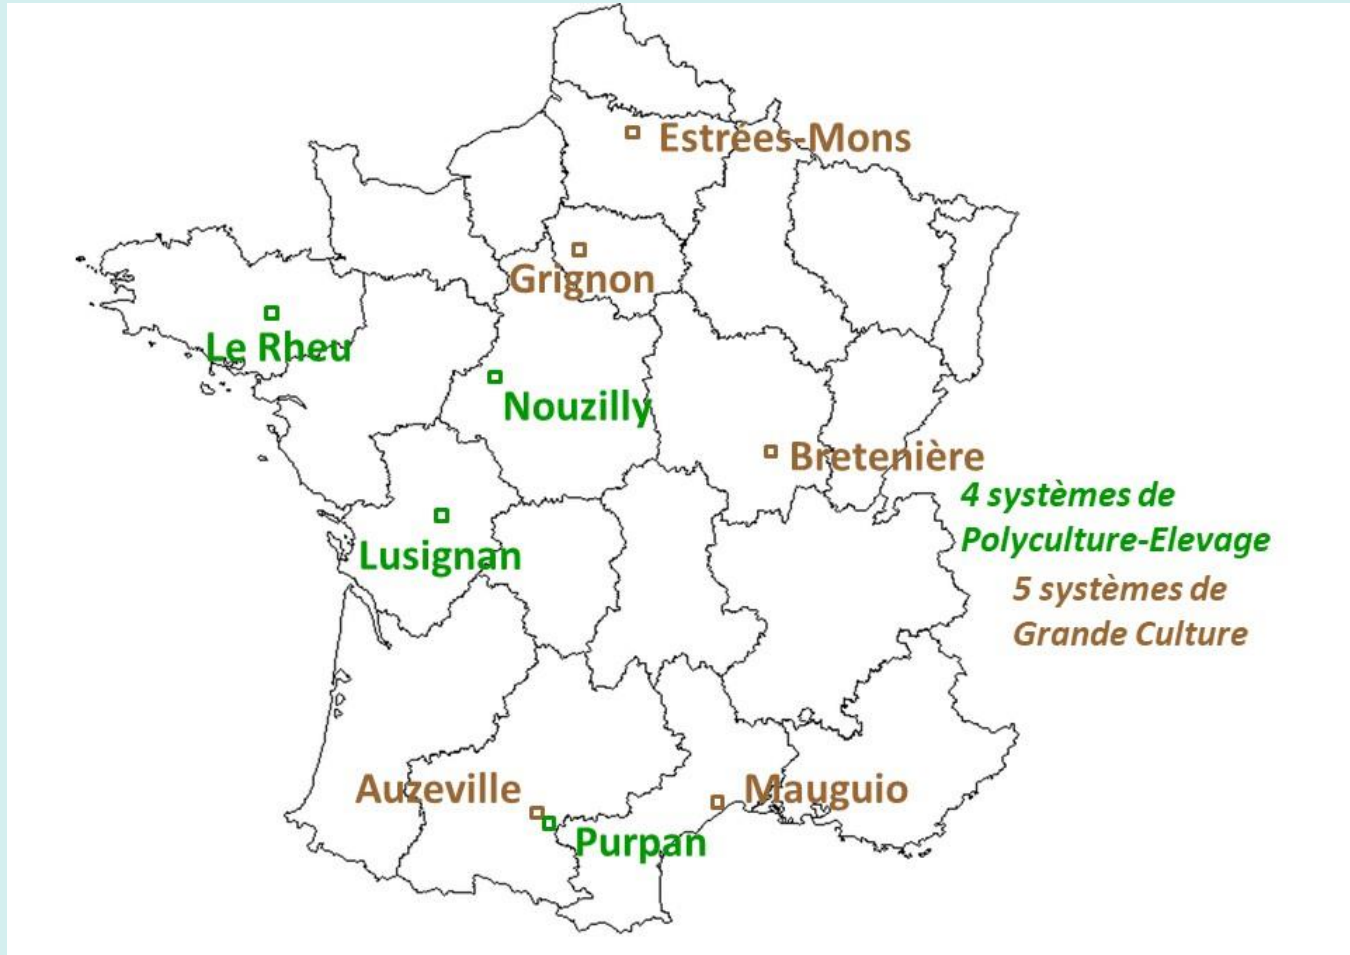 Estrées-Mons
Grignon
Le Rheu
Nouzilly
Bretenière
4 systèmes de
Polyculture-Elevage
Lusignan
5 systèmes de
Grande Culture
Auzeville
Mauguio
Purpan